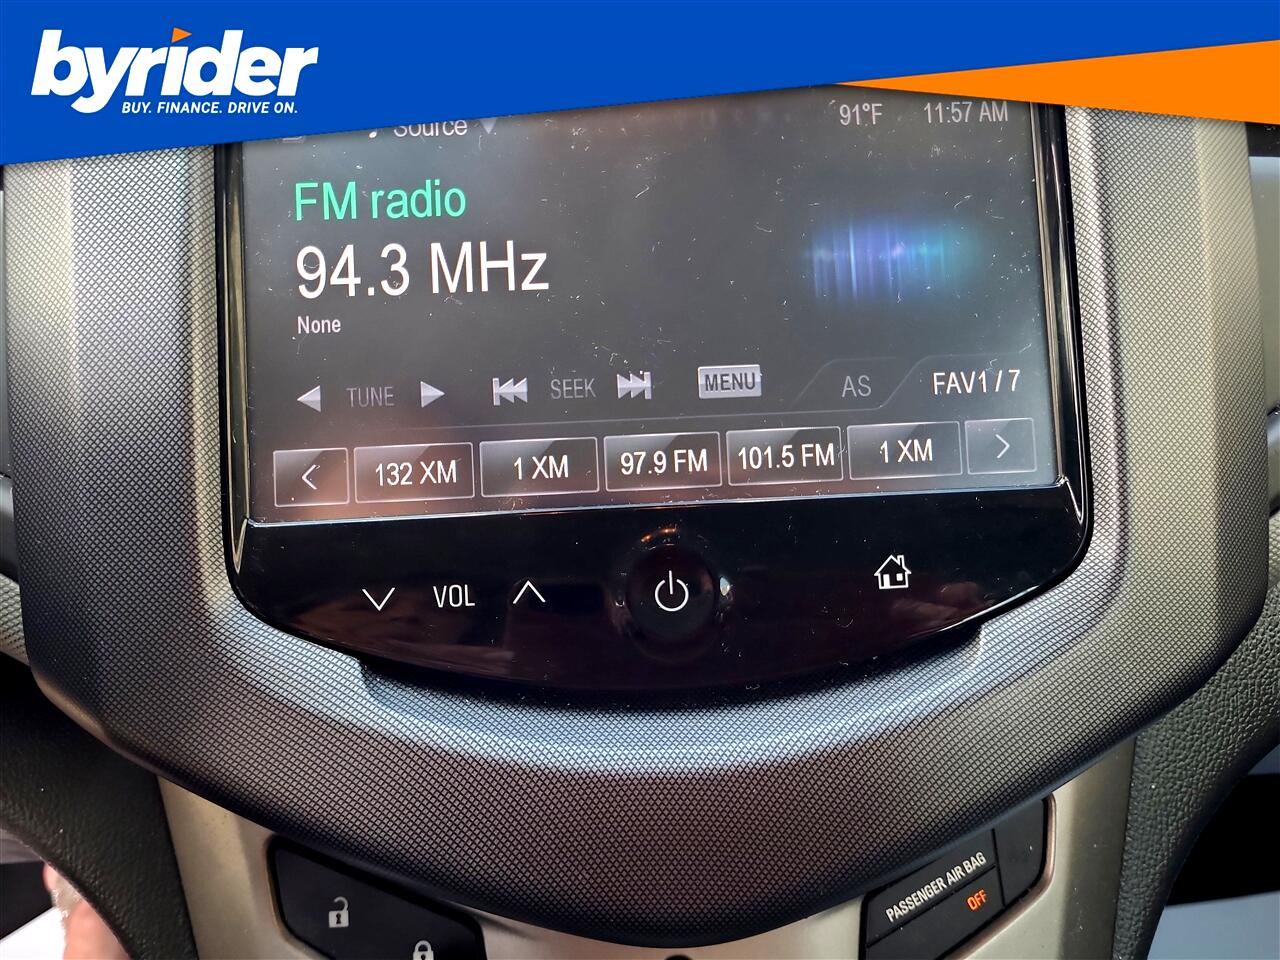 byrider
BUY. FINANCE. DRIVE ON.
91°F 11:57 AM
Source
FM radio
94.3 MHz
None
TUNE SEEK MENU AS FAV1 / 7
< 132 XM 1 XM 97.9 FM 101.5 FM 1 XM >
VOL
PASSENGER AIR BAG
OFF